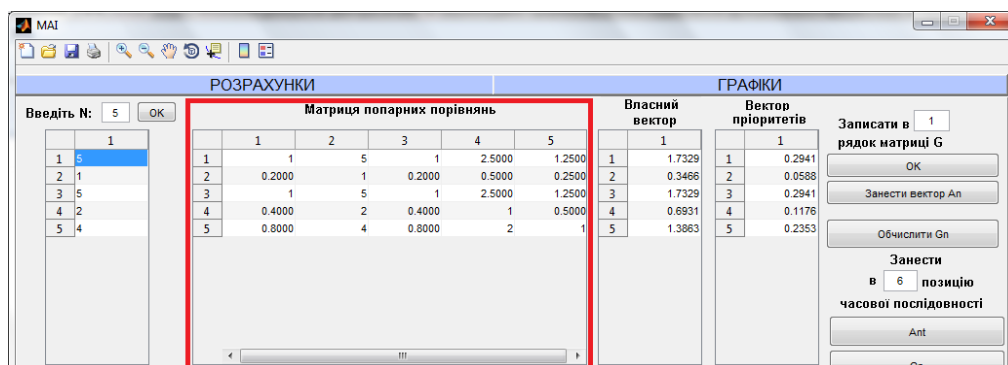 MAI
РОЗРАХУНКИ ГРАФІКИ
Введіть N: 5 OK
1
1 5
2 1
3 5
4 2
5 4
Матриця попарних порівнянь
1 2 3 4 5
1 1 5 1 2.5000 1.2500
2 0.2000 1 0.2000 0.5000 0.2500
3 1 5 1 2.5000 1.2500
4 0.4000 2 0.4000 1 0.5000
5 0.8000 4 0.8000 2 1
Власний
вектор
1
1 1.7329
2 0.3466
3 1.7329
4 0.6931
5 1.3863
Вектор
пріоритетів
1
1 0.2941
2 0.0588
3 0.2941
4 0.1176
5 0.2353
Записати в 1
рядок матриці G
OK
Занести вектор An
Обчислити Gn
Занести
в 6 позицію
часової послідовності
Ant